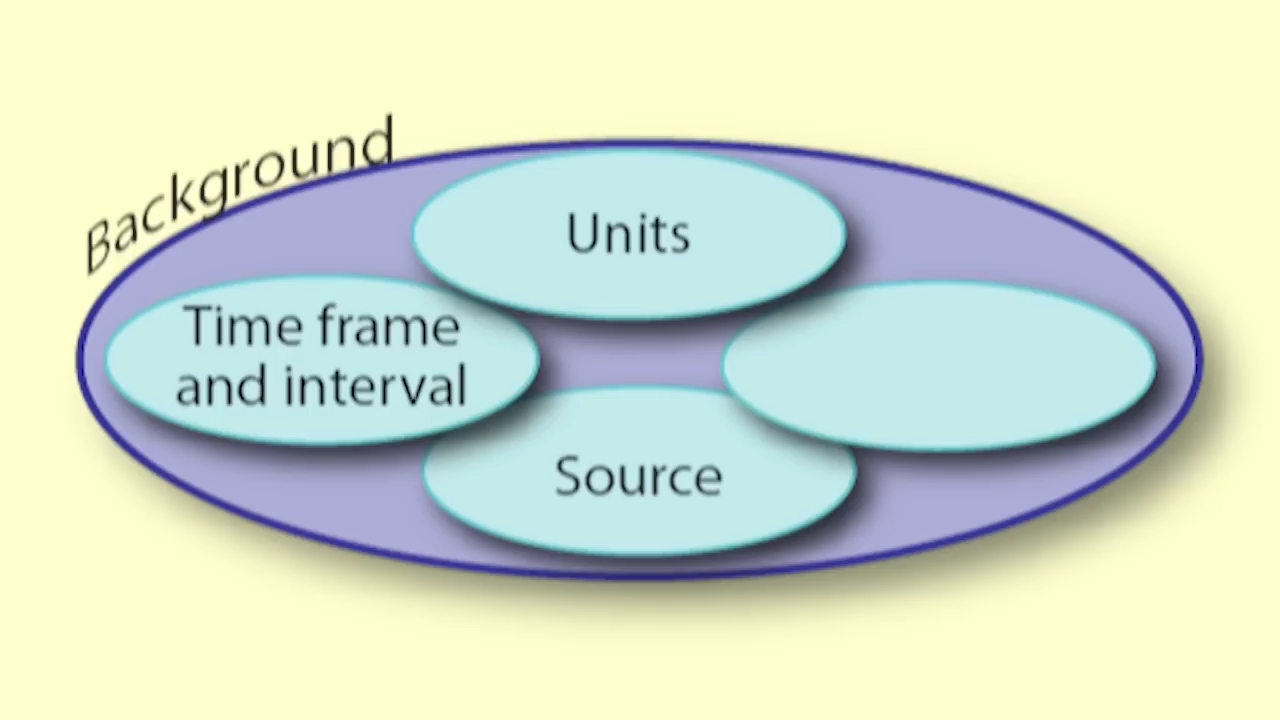 Background
Units
Time frame
and interval
Source